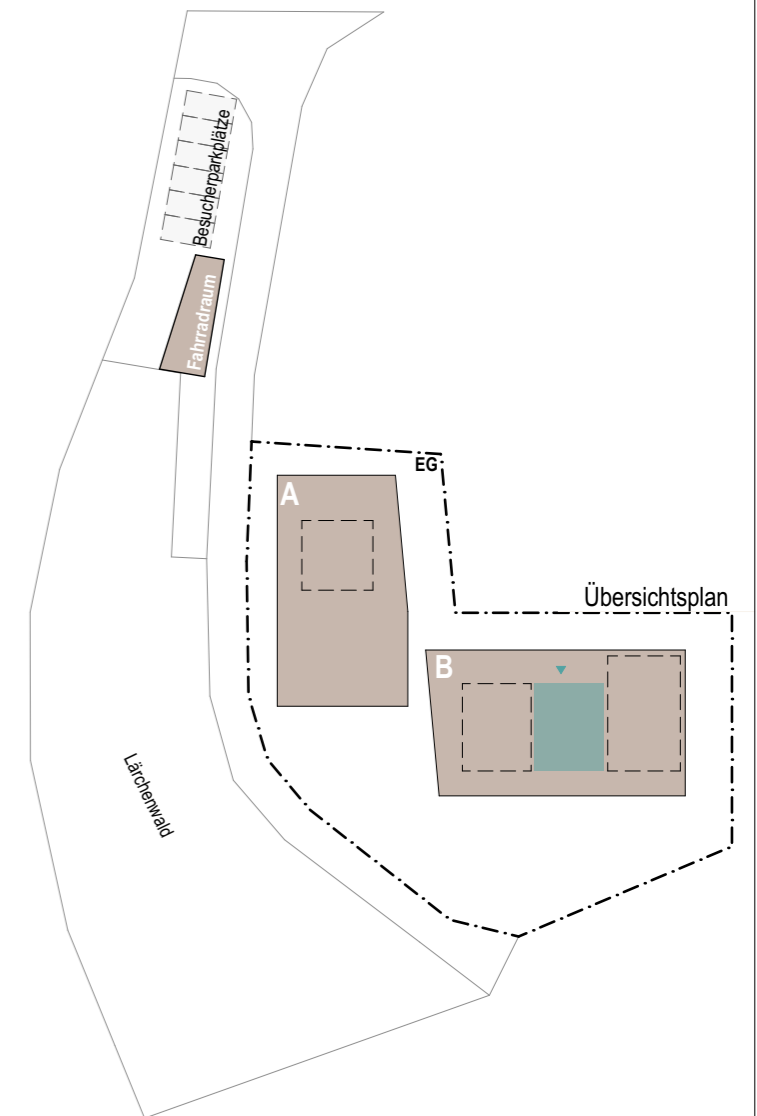 Besucherparkplätze
Fahrradraum
EG
A
Übersichtsplan
B
Lärchenwald